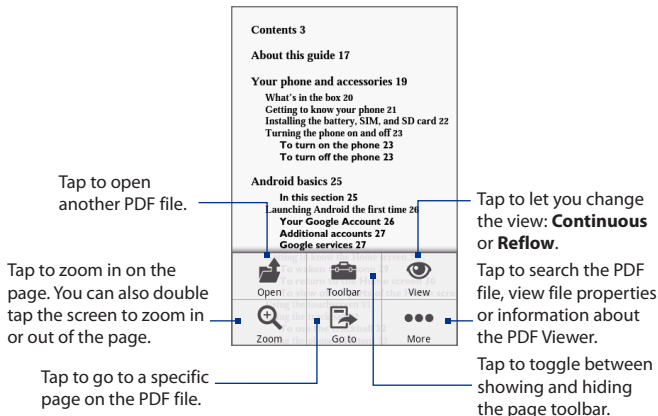 Contents 3
About this guide 17
Your phone and accessories 19
What's in the box 20
Getting to know your phone 21
Installing the battery, SIM, and SD card 22
Turning the phone on and off 23
To turn on the phone 23
To turn off the phone 23
Android basics 25
In this section 25
Launching Android the first time 26
Your Google Account 26
Additional accounts 27
Google services 27
Open
Toolbar
View
Zoom
Go to
More
Tap to open
another PDF file.
Tap to zoom in on the
page. You can also double
tap the screen to zoom in
or out of the page.
Tap to go to a specific
page on the PDF file.
Tap to let you change
the view: Continuous
or Reflow.
Tap to search the PDF
file, view file properties
or information about
the PDF Viewer.
Tap to toggle between
showing and hiding
the page toolbar.